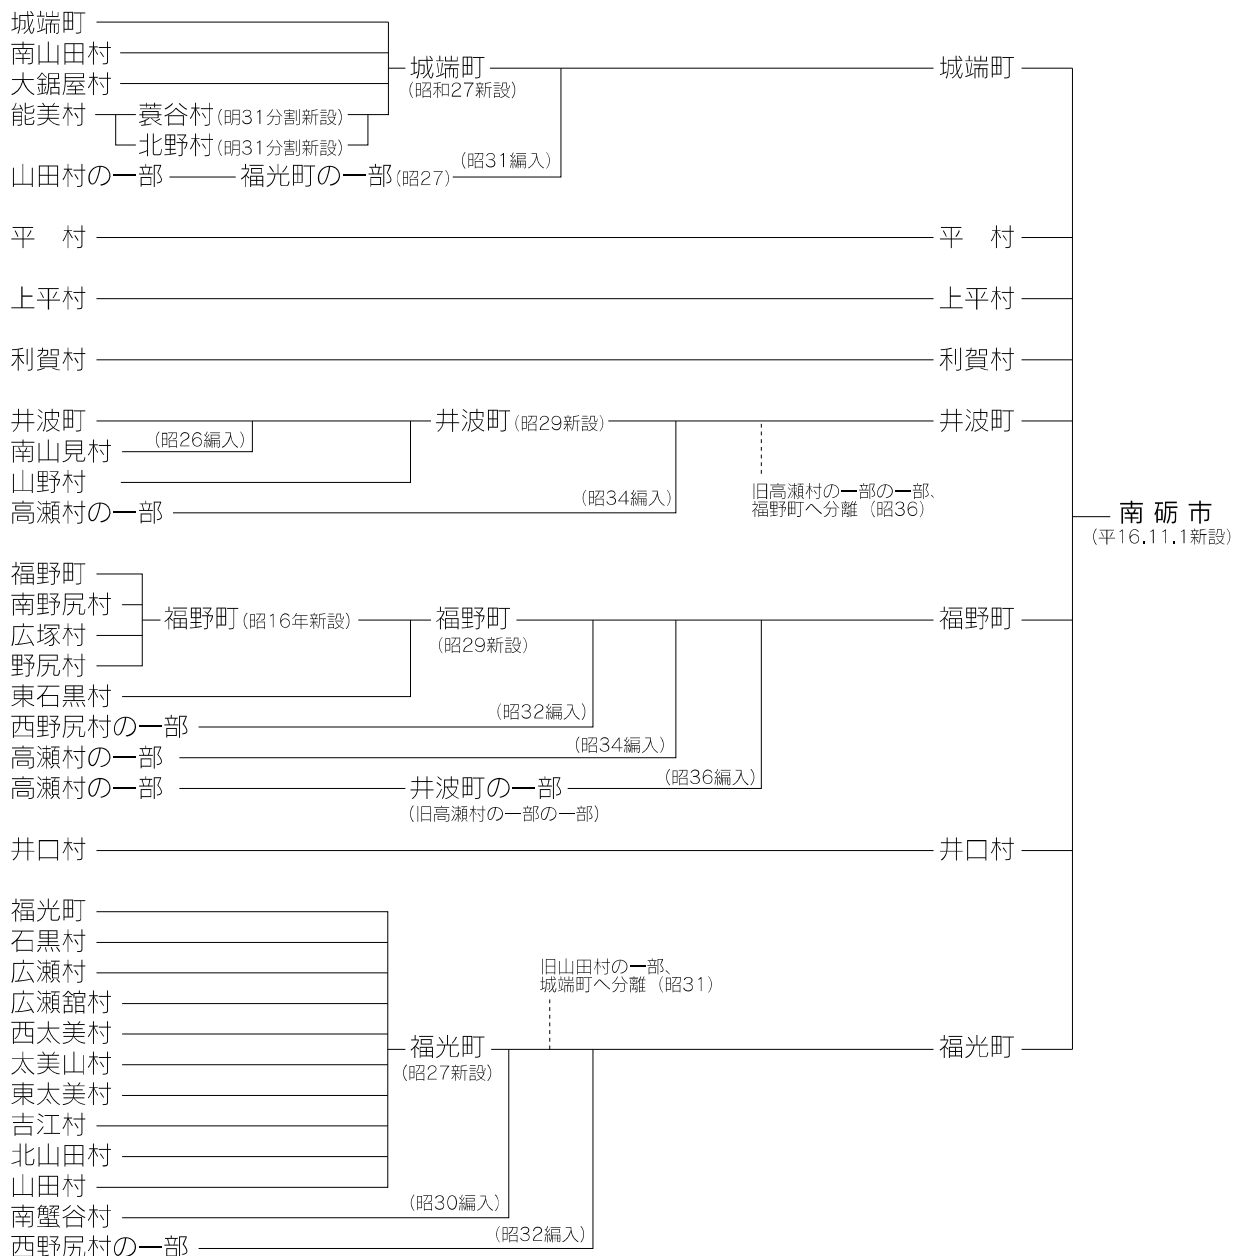 城端町
南山田村
大鋸屋村
城端町
(昭和27新設)
城端町
能美村 蓑谷村(明31分割新設)
北野村(明31分割新設)
山田村の一部 福光町の一部(昭27)
(昭31編入)
平　村 平　村
上平村 上平村
利賀村 利賀村
井波町 井波町(昭29新設) 井波町
南山見村
(昭26編入)
山野村
高瀬村の一部
(昭34編入)
旧高瀬村の一部の一部、
福野町へ分離（昭36）
南砺市
(平16.11.1新設)
福野町
南野尻村
広塚村
野尻村
福野町(昭16年新設)
福野町
(昭29新設)
福野町
東石黒村
西野尻村の一部
(昭32編入)
高瀬村の一部
(昭34編入)
高瀬村の一部 井波町の一部
(旧高瀬村の一部の一部)
(昭36編入)
井口村 井口村
福光町
石黒村
広瀬村
広瀬舘村
西太美村
太美山村
東太美村
吉江村
北山田村
山田村
福光町
(昭27新設)
旧山田村の一部、
城端町へ分離（昭31）
福光町
南蟹谷村
(昭30編入)
西野尻村の一部
(昭32編入)